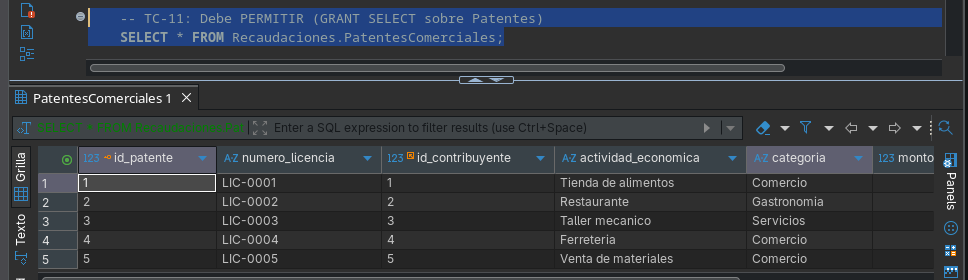 -- TC-11: Debe PERMITIR (GRANT SELECT sobre Patentes)
SELECT * FROM Recaudaciones.PatentesComerciales;
PatentesComerciales 1
SELECT * FROM Recaudaciones.Pa
Enter a SQL expression to filter results (use Ctrl+Space)
Grilla
Texto
123 id_patente A-Z numero_licencia 123 id_contribuyente A-Z actividad_economica A-Z categoria 123 monto
1 1 LIC-0001 1 Tienda de alimentos Comercio
2 2 LIC-0002 2 Restaurante Gastronomia
3 3 LIC-0003 3 Taller mecanico Servicios
4 4 LIC-0004 4 Ferreteria Comercio
5 5 LIC-0005 5 Venta de materiales Comercio
Panels